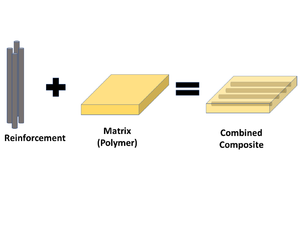 Reinforcement
Matrix
(Polymer)
Combined
Composite